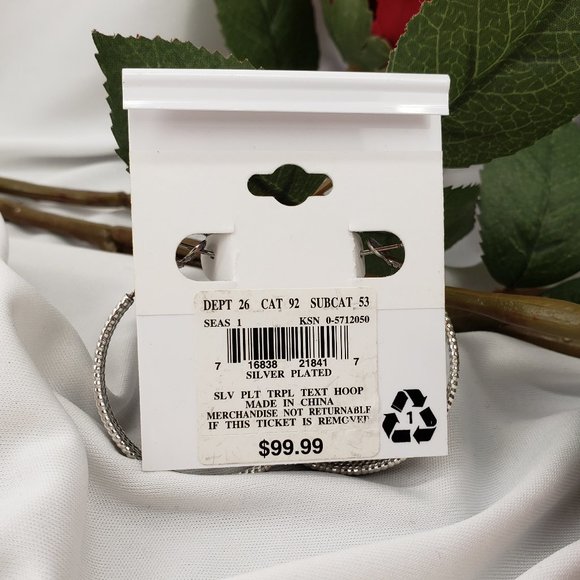 DEPT 26 CAT 92 SUBCAT 53
SEAS 1 KSN 0-5712050
7 16838 21841 7
SILVER PLATED
SLV PLT TRPL TEXT HOOP
MADE IN CHINA
MERCHANDISE NOT RETURNABLE
IF THIS TICKET IS REMOVED
$99.99
1